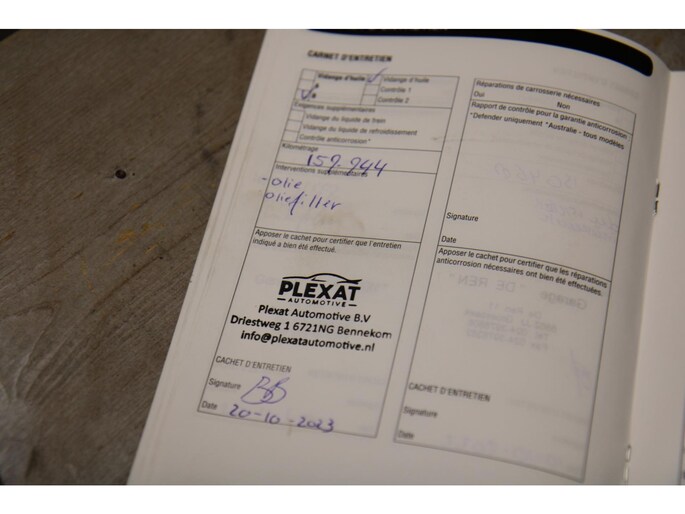 CARNET D'ENTRETIEN
Vidange d'huile
Vidange d'huile
A
Contrôle 1
B
Contrôle 2
Exigences supplémentaires
Vidange du liquide de frein
Vidange du liquide de refroidissement
Contrôle anticorrosion*
Kilométrage
159.944
Interventions supplémentaires
- olie
oliefilter
Apposer le cachet pour certifier que l'entretien
indiqué a bien été effectué.
PLEXAT
AUTOMOTIVE
Plexat Automotive B.V
Driestweg 1 6721NG Bennekom
info@plexatautomotive.nl
CACHET D'ENTRETIEN
Signature
Date 20-10-2023
Réparations de carrosserie nécessaires
Oui Non
Rapport de contrôle pour la garantie anticorrosion
*Defender uniquement *Australie - tous modèles
Signature
Date
Apposer le cachet pour certifier que les réparations
anticorrosion nécessaires ont bien été effectuées.
CACHET D'ENTRETIEN
Signature
Date